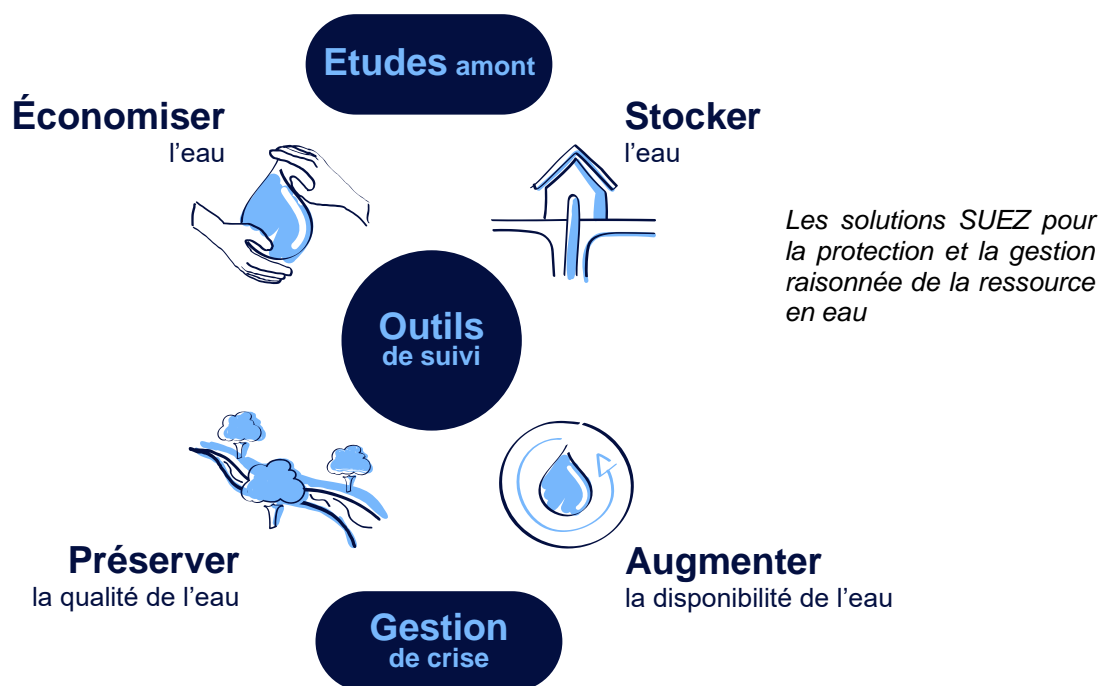 Etudes amont
Économiser
l'eau
Stocker
l'eau
Les solutions SUEZ pour
la protection et la gestion
raisonnée de la ressource
en eau
Outils
de suivi
Préserver
la qualité de l'eau
Augmenter
la disponibilité de l'eau
Gestion
de crise